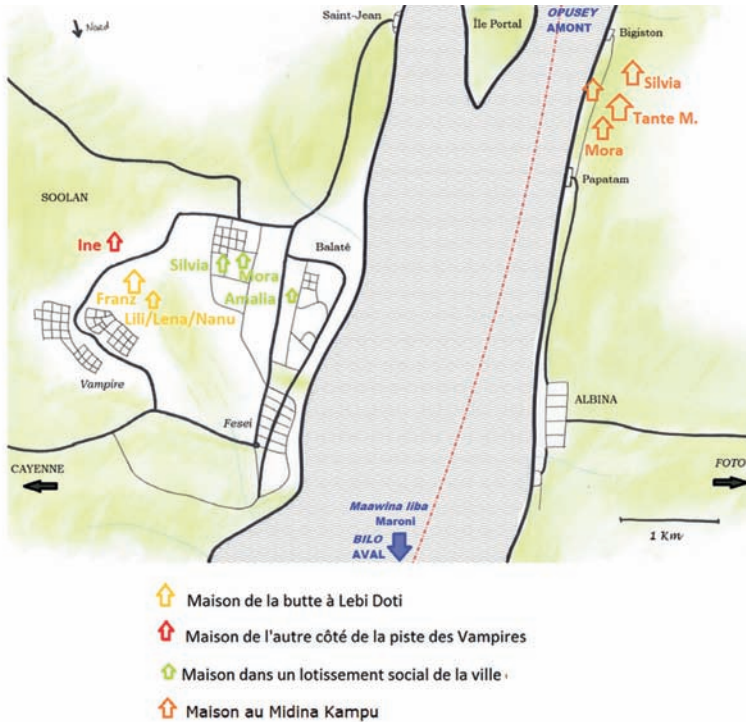 Nord
Saint-Jean
Île Portal
OPUSEY
AMONT
Bigiston
Silvia
Tante M.
Mora
Papatam
SOOLAN
Ine
Balaté
Silvia
Mora
Amalia
Franz
Lili/Lena/Nanu
Vampire
Fesei
ALBINA
CAYENNE
FOTO
Maawina liba
Maroni
BILO
AVAL
1 Km
Maison de la butte à Lebi Doti
Maison de l'autre côté de la piste des Vampires
Maison dans un lotissement social de la ville
Maison au Midina Kampu